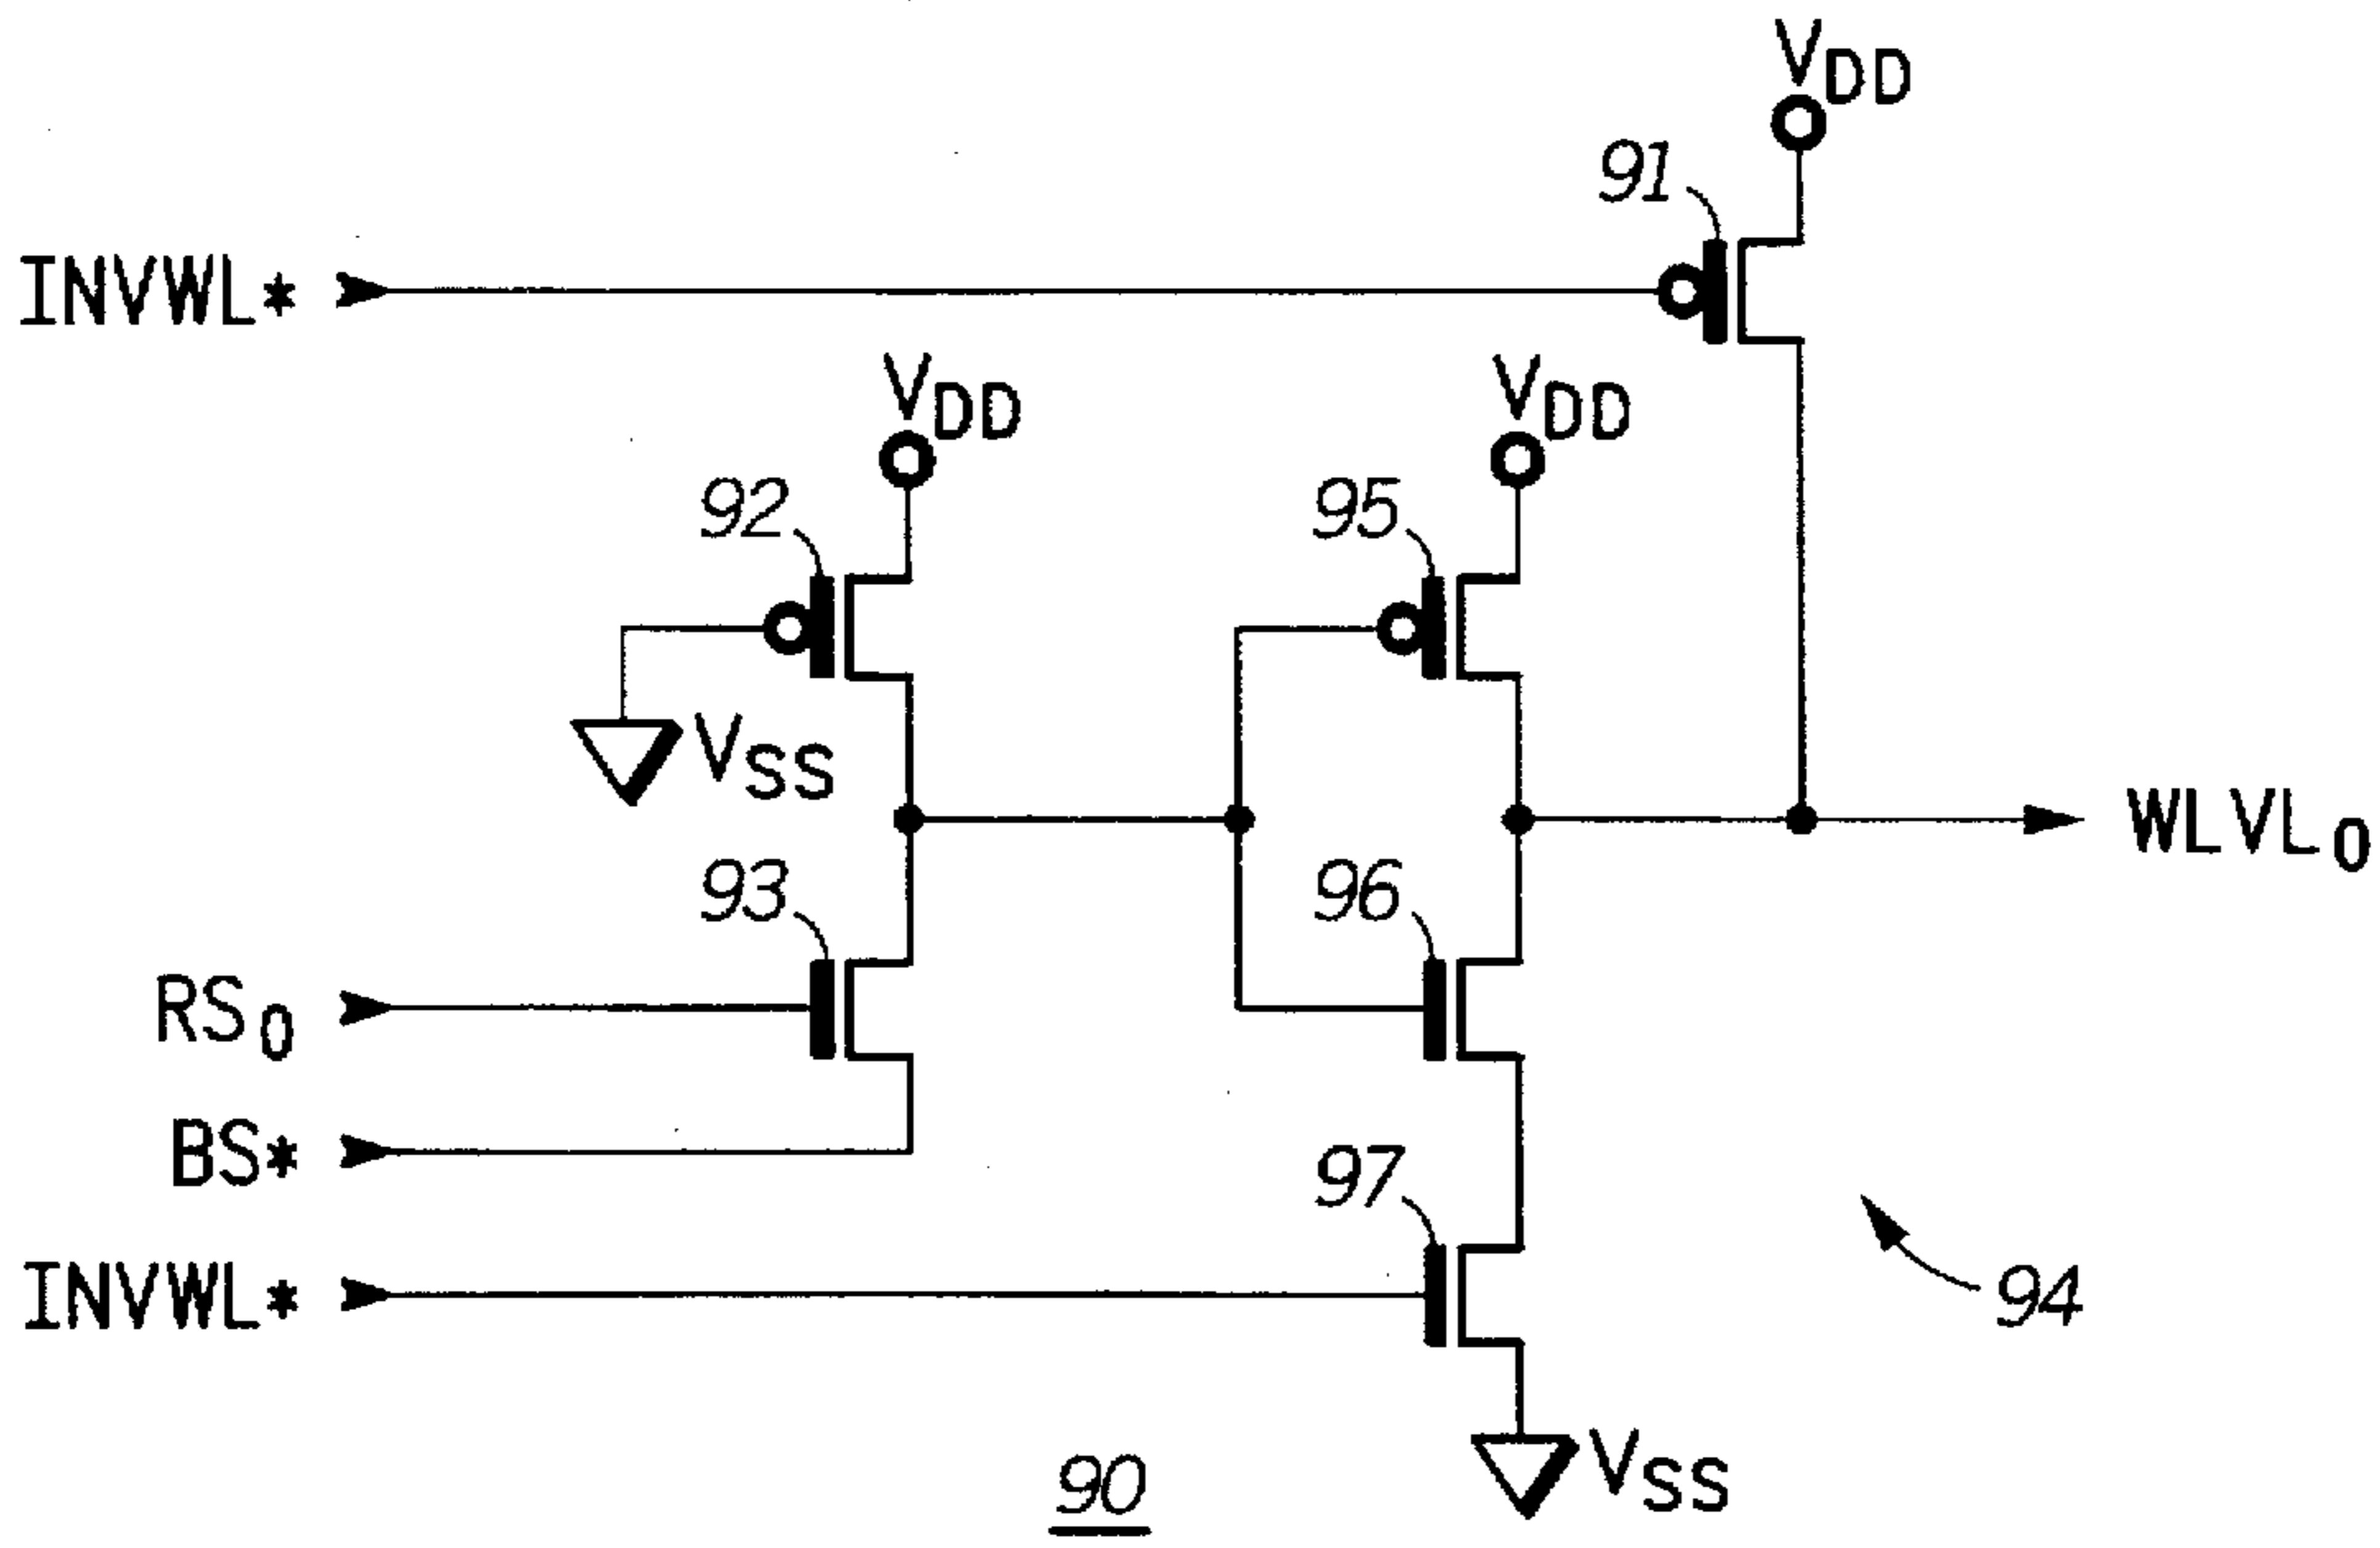 VDD
91
INVWL*
VDD
VDD
92
95
VSS
WLVL0
93
96
RS0
BS*
97
INVWL*
94
VSS
90